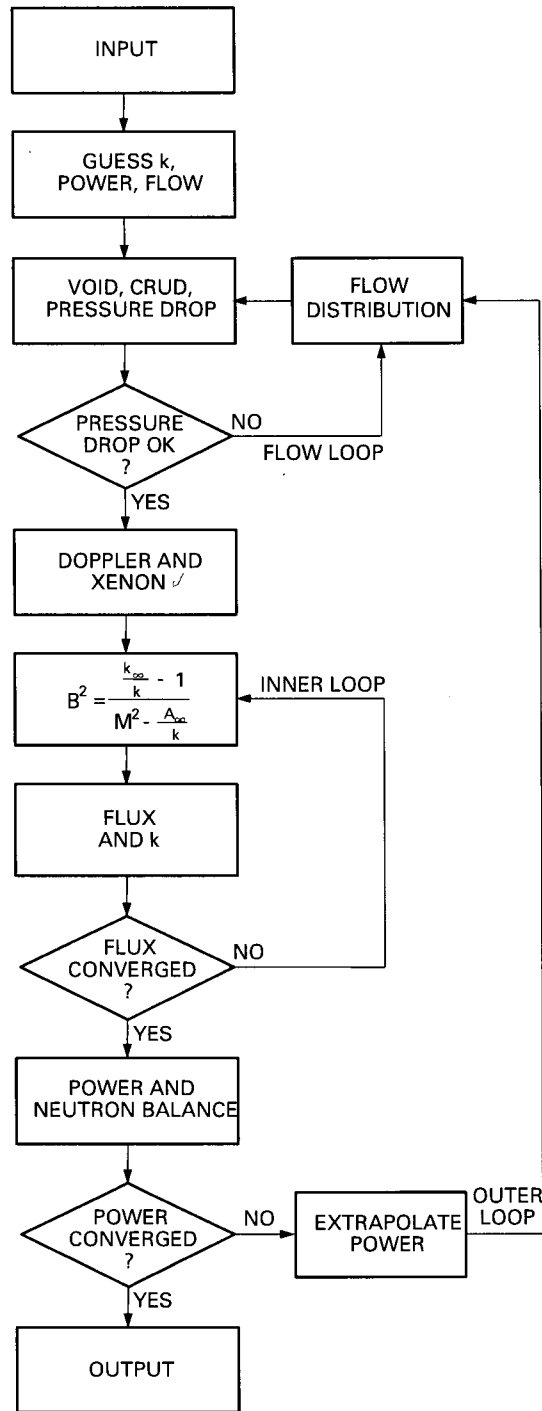 INPUT
GUESS k,
POWER, FLOW
VOID, CRUD,
PRESSURE DROP
FLOW
DISTRIBUTION
PRESSURE
DROP OK
?
NO
FLOW LOOP
YES
DOPPLER AND
XENON
B² = (k∞/k - 1) / (M² - A∞/k)
INNER LOOP
FLUX
AND k
FLUX
CONVERGED
?
NO
YES
POWER AND
NEUTRON BALANCE
POWER
CONVERGED
?
NO
EXTRAPOLATE
POWER
OUTER
LOOP
YES
OUTPUT